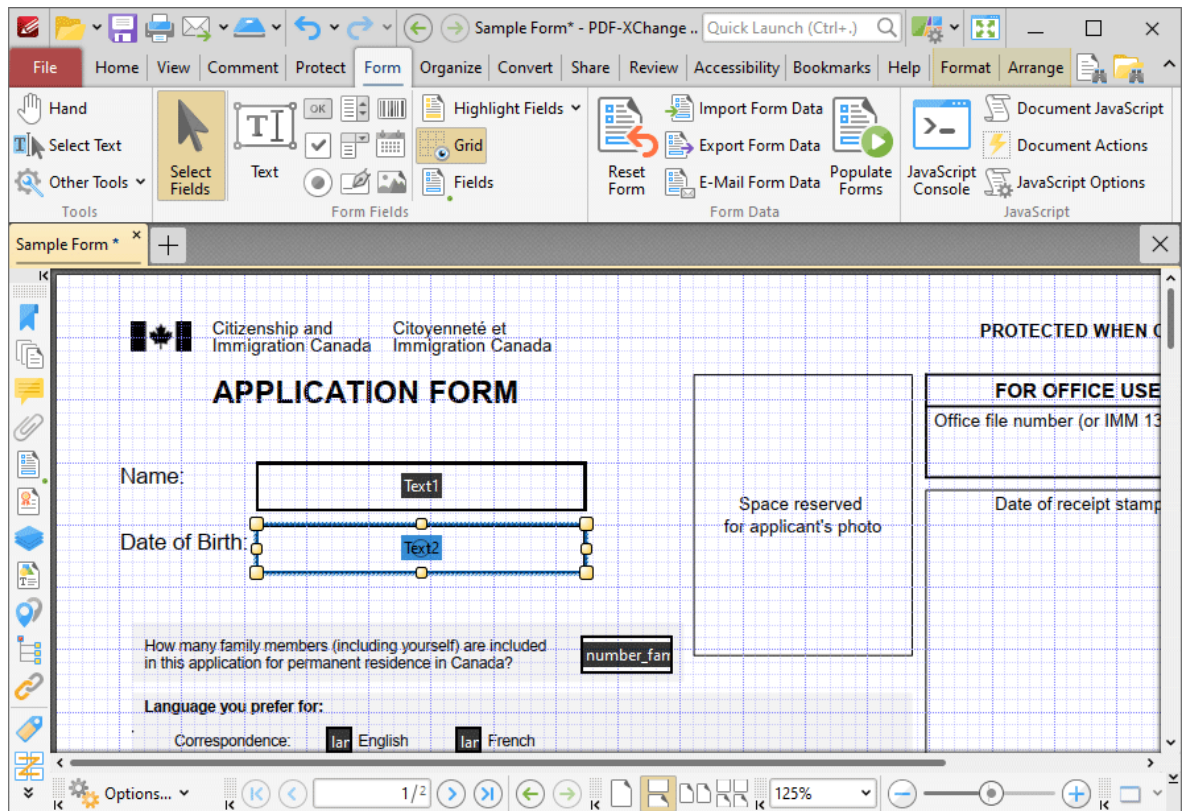 Sample Form* - PDF-XChange ..
Quick Launch (Ctrl+.)
File Home View Comment Protect Form Organize Convert Share Review Accessibility Bookmarks Help Format Arrange
Hand
Select Text
Other Tools
Tools
Select Fields
Text
OK
Highlight Fields
Grid
Fields
Form Fields
Reset Form
Import Form Data
Export Form Data
E-Mail Form Data
Populate Forms
Form Data
JavaScript Console
Document JavaScript
Document Actions
JavaScript Options
JavaScript
Sample Form *
Citizenship and
Immigration Canada
Citoyenneté et
Immigration Canada
PROTECTED WHEN
APPLICATION FORM
FOR OFFICE USE
Office file number (or IMM 13
Name:
Text1
Space reserved
for applicant's photo
Date of receipt stamp
Date of Birth:
Text2
How many family members (including yourself) are included
in this application for permanent residence in Canada?
number_fam
Language you prefer for:
Correspondence: lar English lar French
Options...
1/2
125%